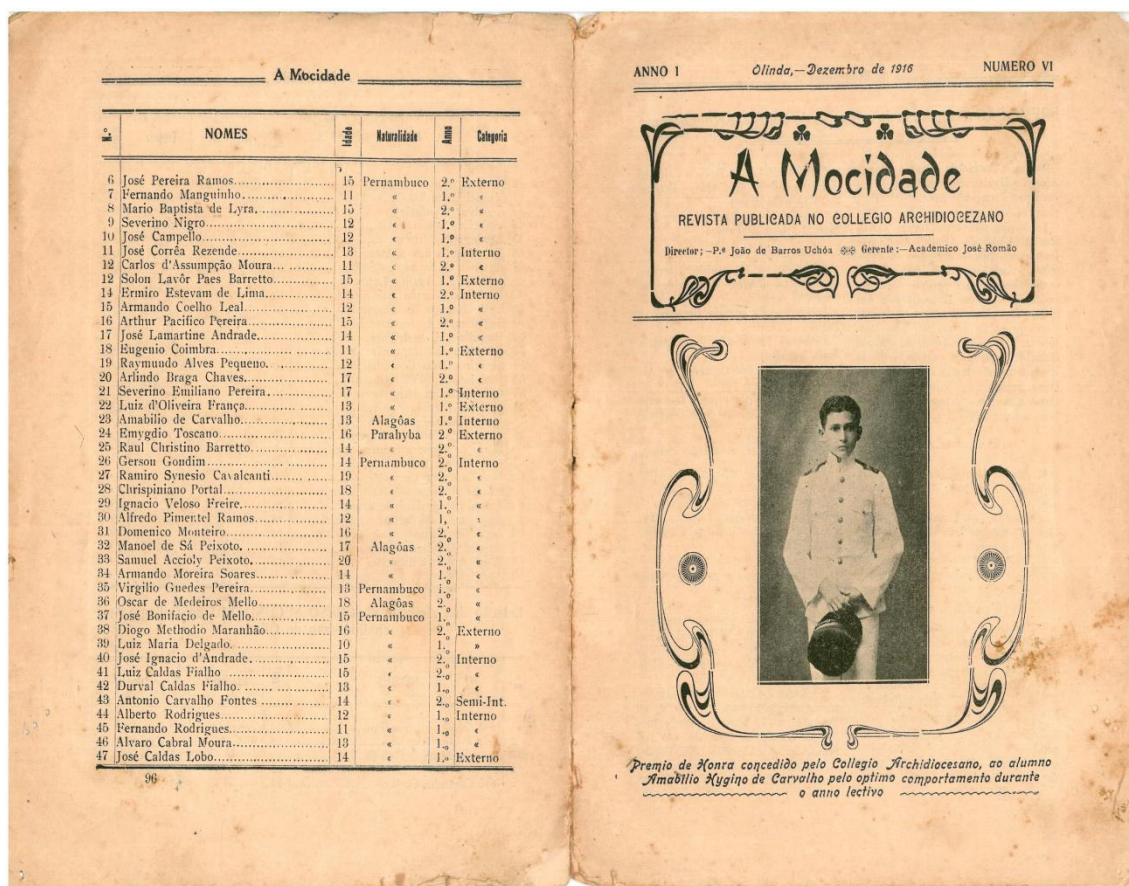 A Mocidade
N.º NOMES Idade Naturalidade Anno Categoria
6 José Pereira Ramos 15 Pernambuco 2.º Externo
7 Fernando Manguinho 11 « 1.º «
8 Mario Baptista de Lyra. 15 « 2.º «
9 Severino Nigro 12 « 1.º «
10 José Campello 12 « 1.º «
11 José Corrêa Rezende 13 « 1.º Interno
12 Carlos d'Assumpção Moura 11 « 2.º «
12 Solon Lavôr Paes Barretto 15 « 1.º Externo
14 Ermiro Estevam de Lima 14 « 2.º Interno
15 Armando Coelho Leal 12 « 1.º «
16 Arthur Pacifico Pereira 15 « 2.º «
17 José Lamartine Andrade. 14 « 1.º «
18 Eugenio Coimbra 11 « 1.º Externo
19 Raymundo Alves Pequeno. 12 « 1.º «
20 Arlindo Braga Chaves. 17 « 2.º «
21 Severino Emiliano Pereira. 17 « 1.º Interno
22 Luiz d'Oliveira França 13 « 1.º Externo
23 Amabilio de Carvalho 13 Alagôas 1.º Interno
24 Emygdio Toscano 16 Parahyba 2.º Externo
25 Raul Christino Barretto 14 « 2.º «
26 Gerson Gondim 14 Pernambuco 2.º Interno
27 Ramiro Synesio Cavalcanti 19 « 2.º «
28 Chrispiniano Portal 18 « 2.º «
29 Ignacio Veloso Freire. 14 « 1.º «
30 Alfredo Pimentel Ramos 12 « 1.º «
31 Domenico Monteiro 16 « 2.º «
32 Manoel de Sá Peixoto. 17 Alagôas 2.º «
33 Samuel Accioly Peixoto. 20 « 2.º «
34 Armando Moreira Soares 14 « 1.º «
35 Virgilio Guedes Pereira 13 Pernambuco 1.º «
36 Oscar de Medeiros Mello 18 Alagôas 2.º «
37 José Bonifacio de Mello. 15 Pernambuco 1.º «
38 Diogo Methodio Maranhão 16 « 2.º Externo
39 Luiz Maria Delgado. 10 « 1.º »
40 José Ignacio d'Andrade. 15 « 2.º Interno
41 Luiz Caldas Fialho 15 « 2.º «
42 Durval Caldas Fialho 13 « 1.º «
43 Antonio Carvalho Fontes 14 « 2.º Semi-Int.
44 Alberto Rodrigues 12 « 1.º Interno
45 Fernando Rodrigues 11 « 1.º «
46 Alvaro Cabral Moura 13 « 1.º «
47 José Caldas Lobo 14 « 1.º Externo
96
ANNO 1 Olinda,—Dezembro de 1916 NUMERO VI
A Mocidade
REVISTA PUBLICADA NO COLLEGIO ARCHIDIOCEZANO
Director;—P.e João de Barros Uchôa Gerente:—Academico José Romão
Premio de Honra concedido pelo Collegio Archidiocesano, ao alumno
Amabilio Hygino de Carvalho pelo optimo comportamento durante
o anno lectivo